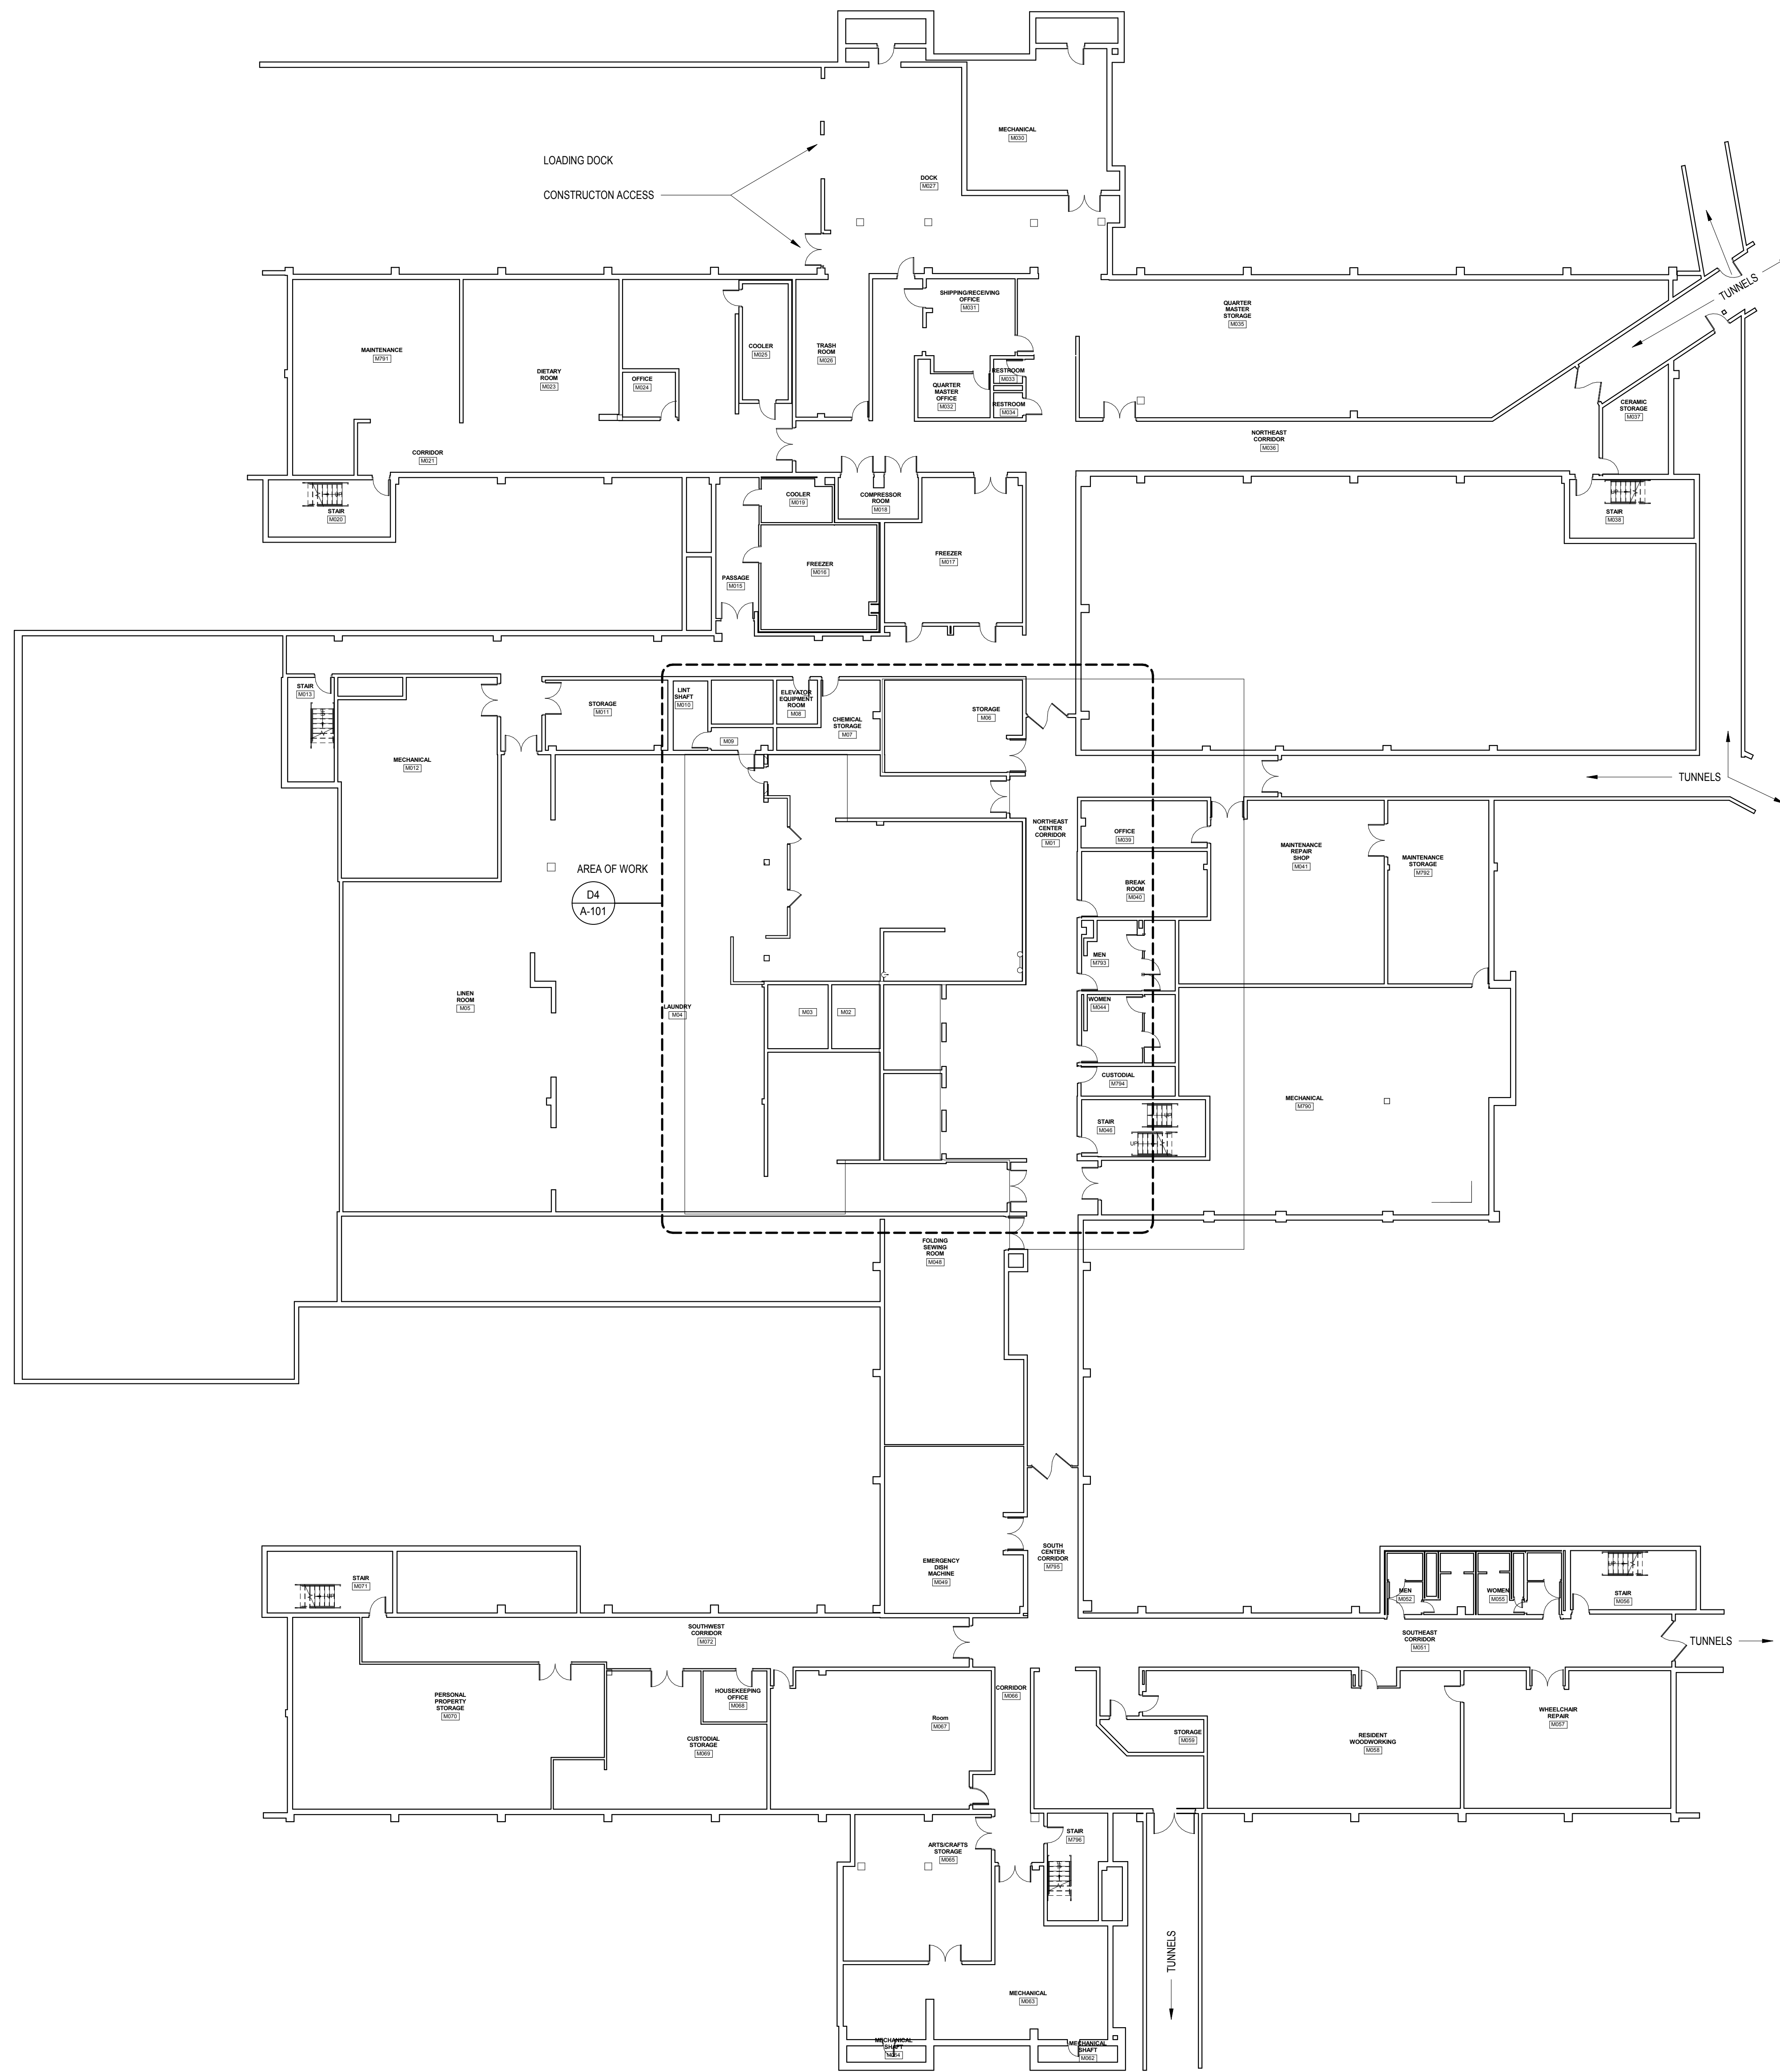 MECHANICAL
M030
LOADING DOCK
CONSTRUCTON ACCESS
DOCK
M027
TUNNELS
SHIPPING/RECEIVING
OFFICE
M031
QUARTER
MASTER
STORAGE
M035
MAINTENANCE
M791
DIETARY
ROOM
M023
OFFICE
M024
COOLER
M025
TRASH
ROOM
M026
QUARTER
MASTER
OFFICE
M032
RESTROOM
M033
RESTROOM
M034
CERAMIC
STORAGE
M037
NORTHEAST
CORRIDOR
M036
CORRIDOR
M021
UP
STAIR
M020
COOLER
M019
COMPRESSOR
ROOM
M018
UP
STAIR
M038
FREEZER
M017
FREEZER
M016
PASSAGE
M015
STAIR
M013
UP
STORAGE
M011
LINT
SHAFT
M010
ELEVATOR
EQUIPMENT
ROOM
M08
CHEMICAL
STORAGE
M07
STORAGE
M06
M09
MECHANICAL
M012
TUNNELS
NORTHEAST
CENTER
CORRIDOR
M01
OFFICE
M039
MAINTENANCE
REPAIR
SHOP
M041
MAINTENANCE
STORAGE
M792
AREA OF WORK
D4
A-101
BREAK
ROOM
M040
MEN
M793
LINEN
ROOM
M05
LAUNDRY
M04
M03
M02
WOMEN
M044
CUSTODIAL
M794
MECHANICAL
M790
STAIR
M046
UP
UP
FOLDING
SEWING
ROOM
M048
SOUTH
CENTER
CORRIDOR
M795
EMERGENCY
DISH
MACHINE
M049
STAIR
M071
UP
MEN
M052
WOMEN
M055
UP
STAIR
M056
SOUTHWEST
CORRIDOR
M072
SOUTHEAST
CORRIDOR
M051
TUNNELS
PERSONAL
PROPERTY
STORAGE
M070
HOUSEKEEPING
OFFICE
M068
CORRIDOR
M066
CUSTODIAL
STORAGE
M069
Room
M067
STORAGE
M059
RESIDENT
WOODWORKING
M058
WHEELCHAIR
REPAIR
M057
ARTS/CRAFTS
STORAGE
M065
STAIR
M796
UP
TUNNELS
MECHANICAL
M063
MECHANICAL
SHAFT
M064
MECHANICAL
SHAFT
M062